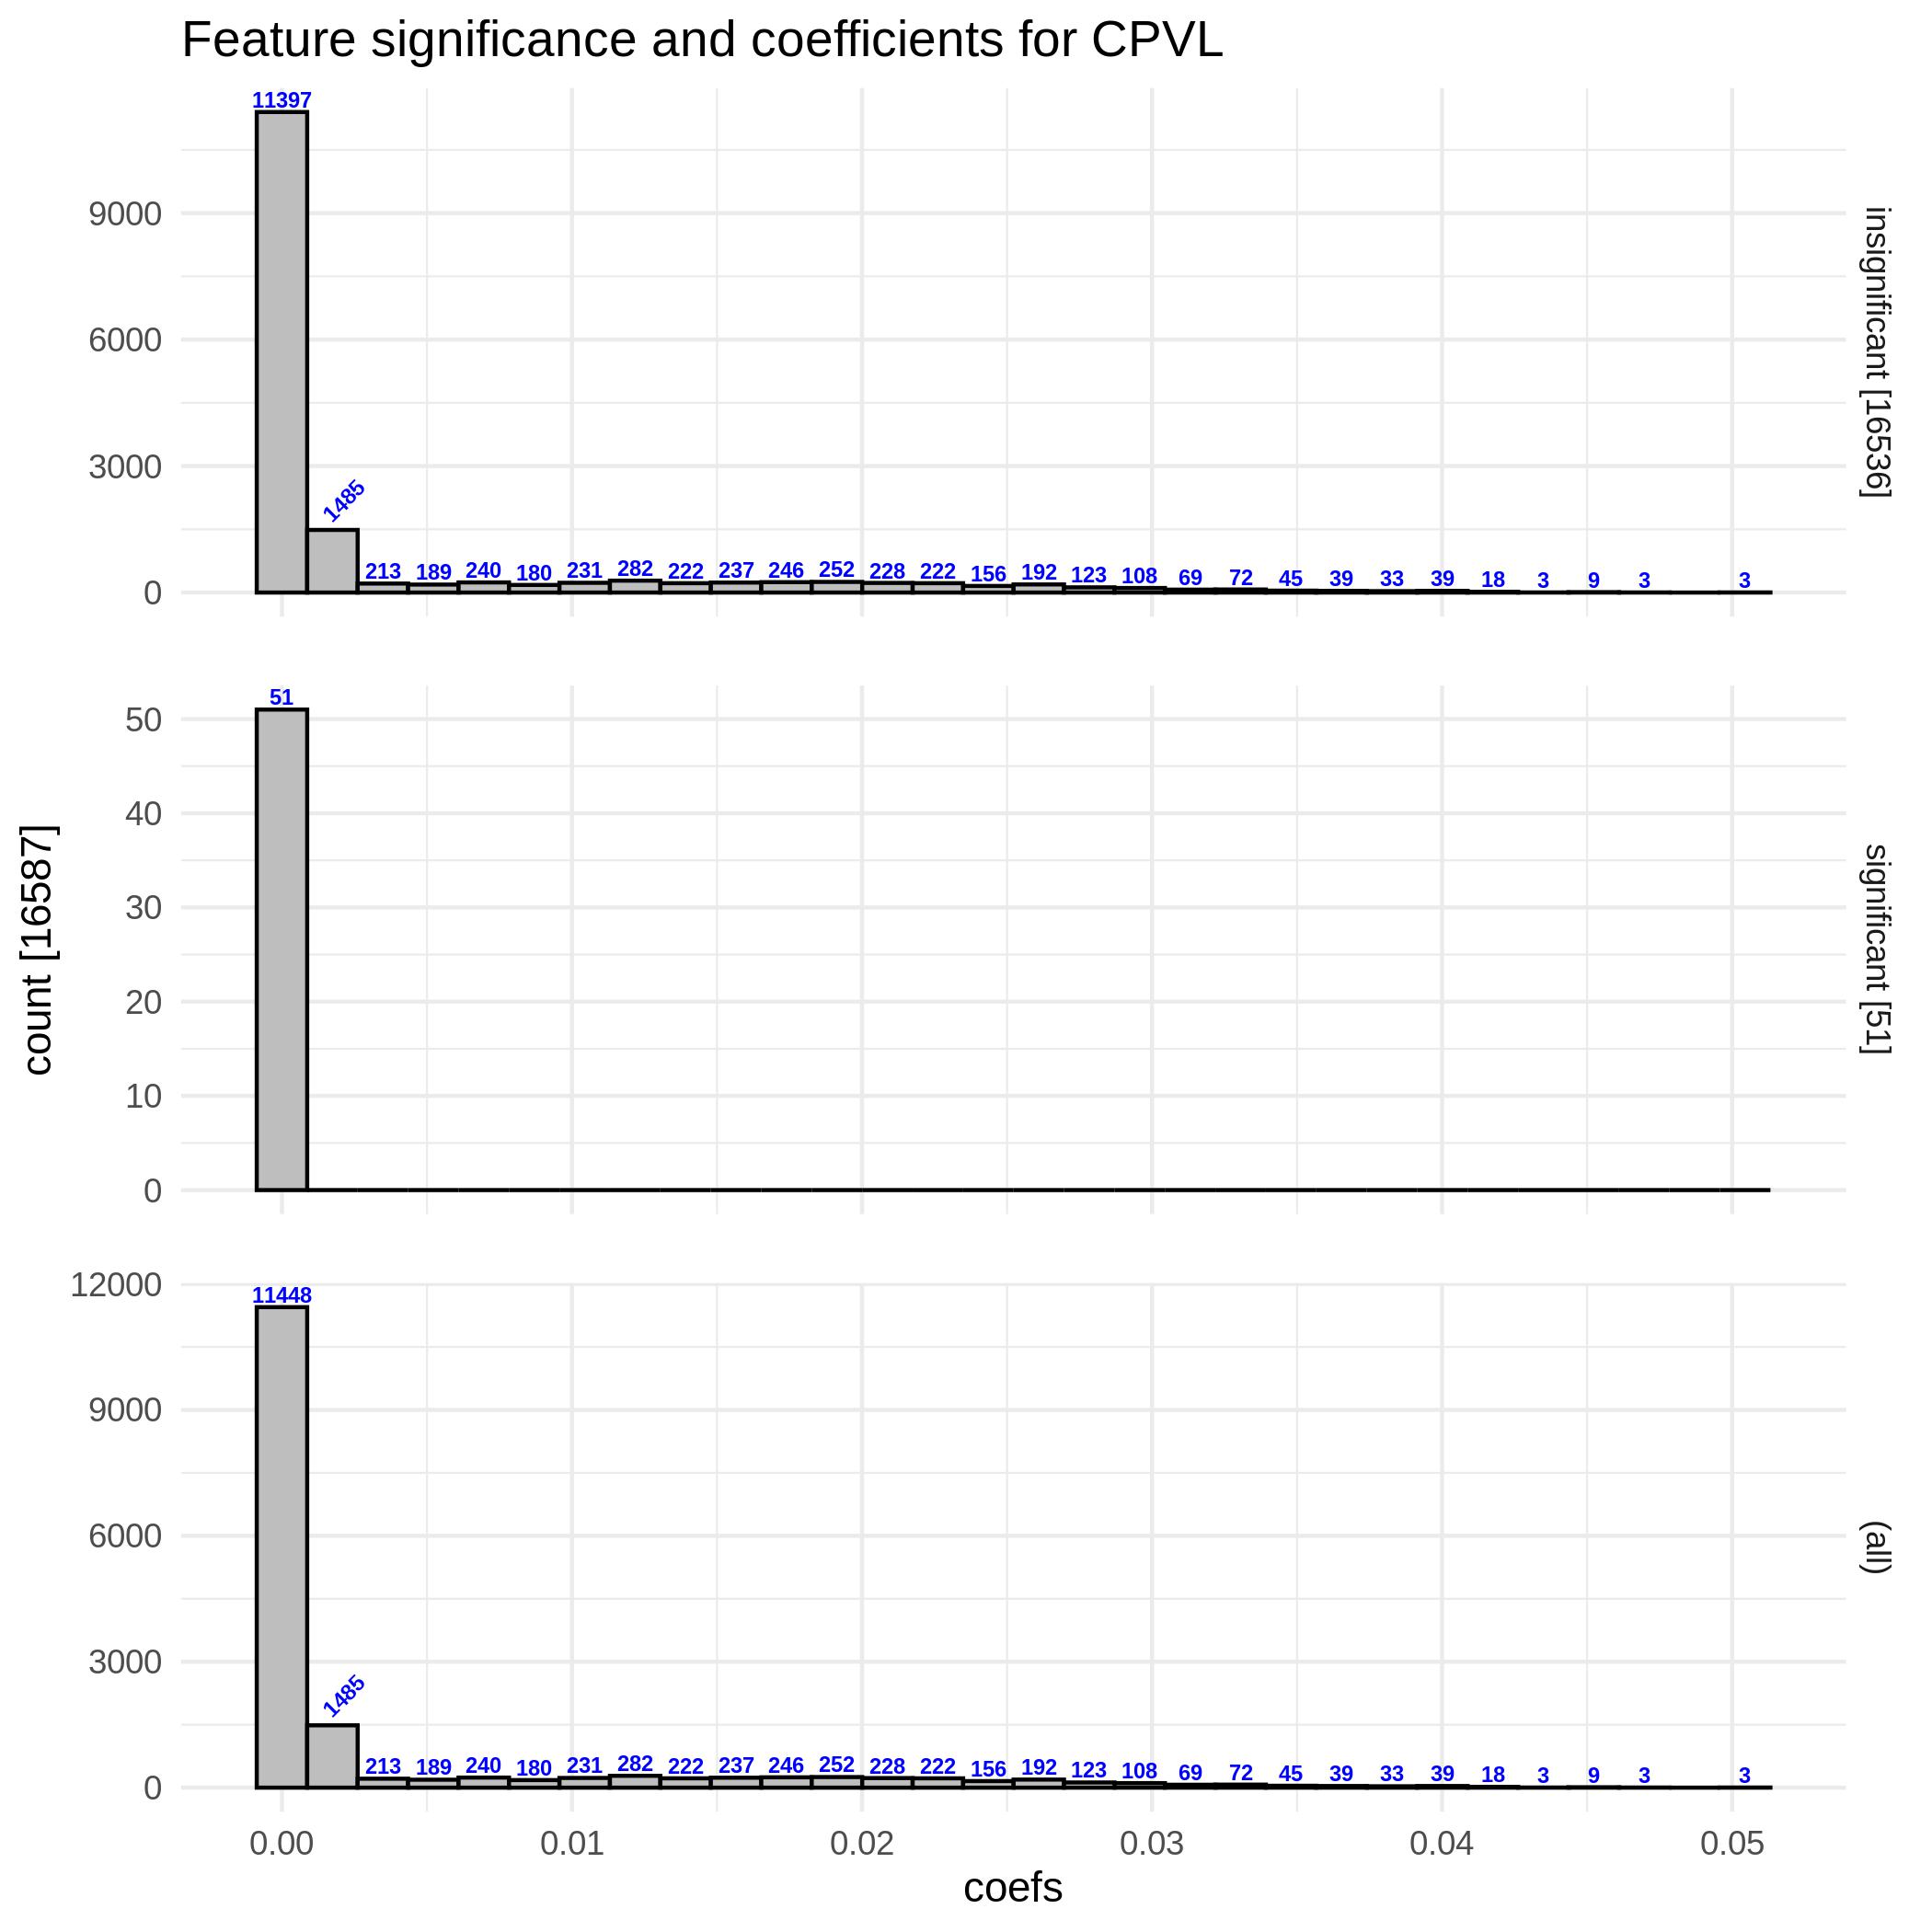 Feature significance and coefficients for CPVL
11397
9000
6000
3000
0
1485
213 189 240 180 231 282 222 237 246 252 228 222 156 192 123 108 69 72 45 39 33 39 18 3 9 3 3
insignificant [16536]
count [16587]
51
50
40
30
20
10
0
significant [51]
12000
11448
9000
6000
3000
0
1485
213 189 240 180 231 282 222 237 246 252 228 222 156 192 123 108 69 72 45 39 33 39 18 3 9 3 3
(all)
0.00 0.01 0.02 0.03 0.04 0.05
coefs